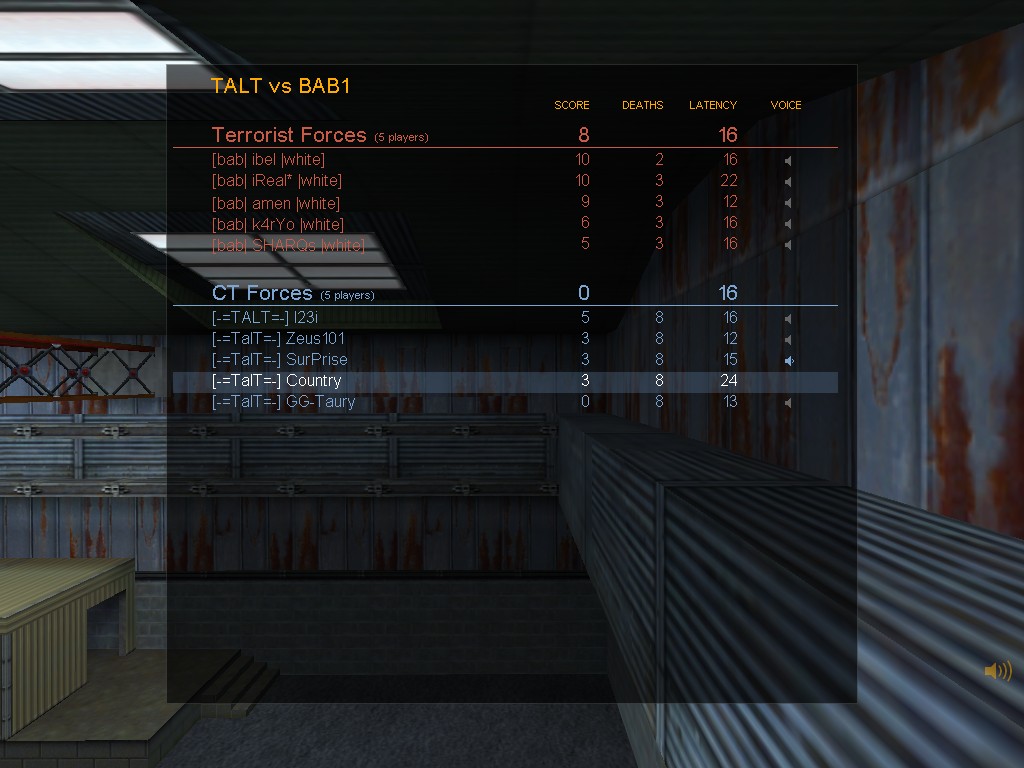 TALT vs BAB1
SCORE DEATHS LATENCY VOICE
Terrorist Forces (5 players) 8 16
[bab| ibel |white] 10 2 16
[bab| iReal* |white] 10 3 22
[bab| amen |white] 9 3 12
[bab| k4rYo |white] 6 3 16
[bab| SHARQs |white] 5 3 16
CT Forces (5 players) 0 16
[-=TALT=-] l23i 5 8 16
[-=TalT=-] Zeus101 3 8 12
[-=TalT=-] SurPrise 3 8 15
[-=TalT=-] Country 3 8 24
[-=TalT=-] GG-Taury 0 8 13